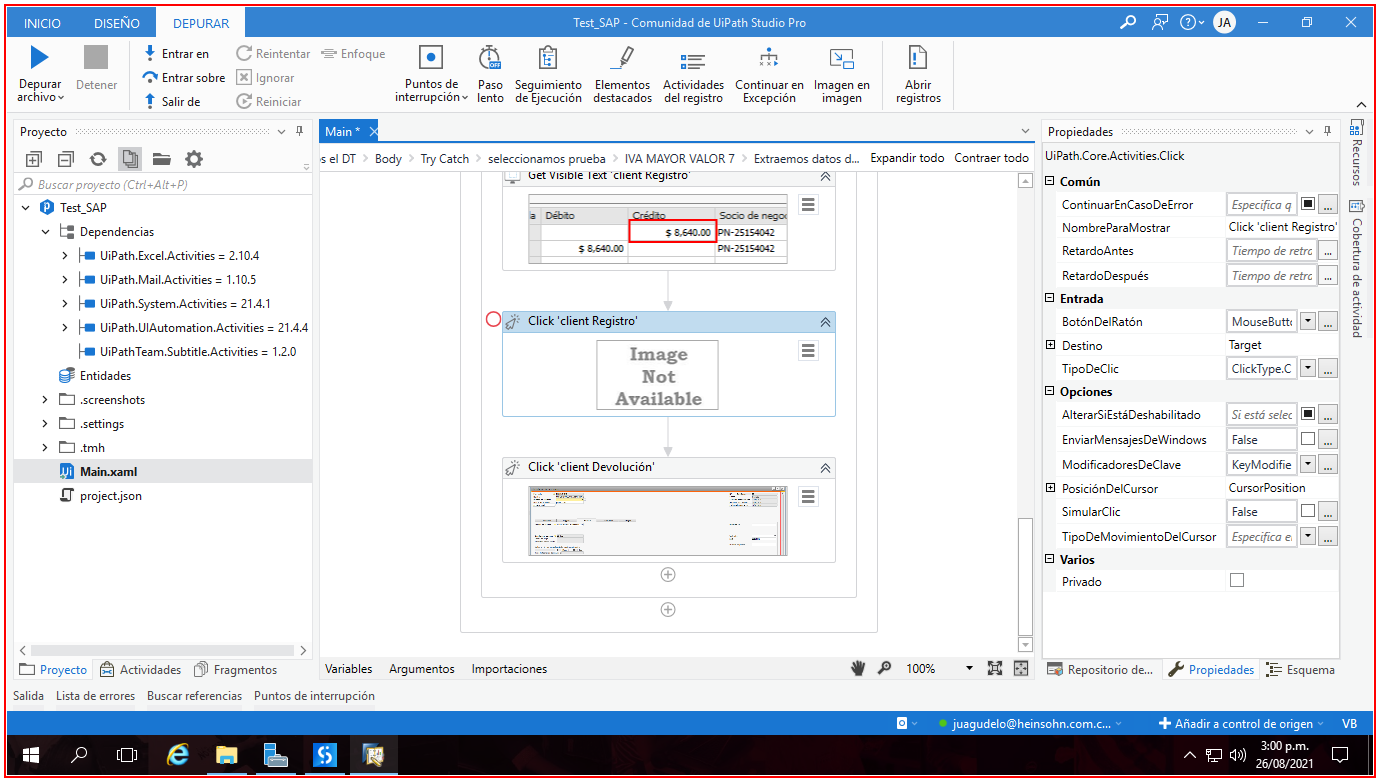 INICIO DISEÑO DEPURAR Test_SAP - Comunidad de UiPath Studio Pro JA
Depurar archivo Detener
Entrar en
Entrar sobre
Salir de
Reintentar
Ignorar
Reiniciar
Enfoque
Puntos de interrupción
Paso lento
OFF
Seguimiento de Ejecución
Elementos destacados
Actividades del registro
Continuar en Excepción
Imagen en imagen
Abrir registros
Proyecto
Buscar proyecto (Ctrl+Alt+P)
Test_SAP
Dependencias
UiPath.Excel.Activities = 2.10.4
UiPath.Mail.Activities = 1.10.5
UiPath.System.Activities = 21.4.1
UiPath.UIAutomation.Activities = 21.4.4
UiPathTeam.Subtitle.Activities = 1.2.0
Entidades
.screenshots
.settings
.tmh
Main.xaml
project.json
Proyecto Actividades Fragmentos
Main *
os el DT > Body > Try Catch > seleccionamos prueba > IVA MAYOR VALOR 7 > Extraemos datos d... Expandir todo Contraer todo
Get Visible Text 'client Registro'
la Débito Crédito Socio de negoc
$ 8,640.00 PN-25154042
$ 8,640.00 PN-25154042
Click 'client Registro'
Image
Not
Available
Click 'client Devolución'
Variables Argumentos Importaciones 100%
Propiedades
UiPath.Core.Activities.Click
Común
ContinuarEnCasoDeError Especifica q ...
NombreParaMostrar Click 'client Registro'
RetardoAntes Tiempo de retro ...
RetardoDespués Tiempo de retro ...
Entrada
BotónDelRatón MouseButto ...
Destino Target
TipoDeClic ClickType.C ...
Opciones
AlterarSiEstáDeshabilitado Si está selec ...
EnviarMensajesDeWindows False ...
ModificadoresDeClave KeyModifie ...
PosiciónDelCursor CursorPosition
SimularClic False ...
TipoDeMovimientoDelCursor Especifica e ...
Varios
Privado
Repositorio de... Propiedades Esquema
Recursos
Cobertura de actividad
Salida Lista de errores Buscar referencias Puntos de interrupción
juagudelo@heinsohn.com.c... Añadir a control de origen VB
3:00 p.m.
26/08/2021